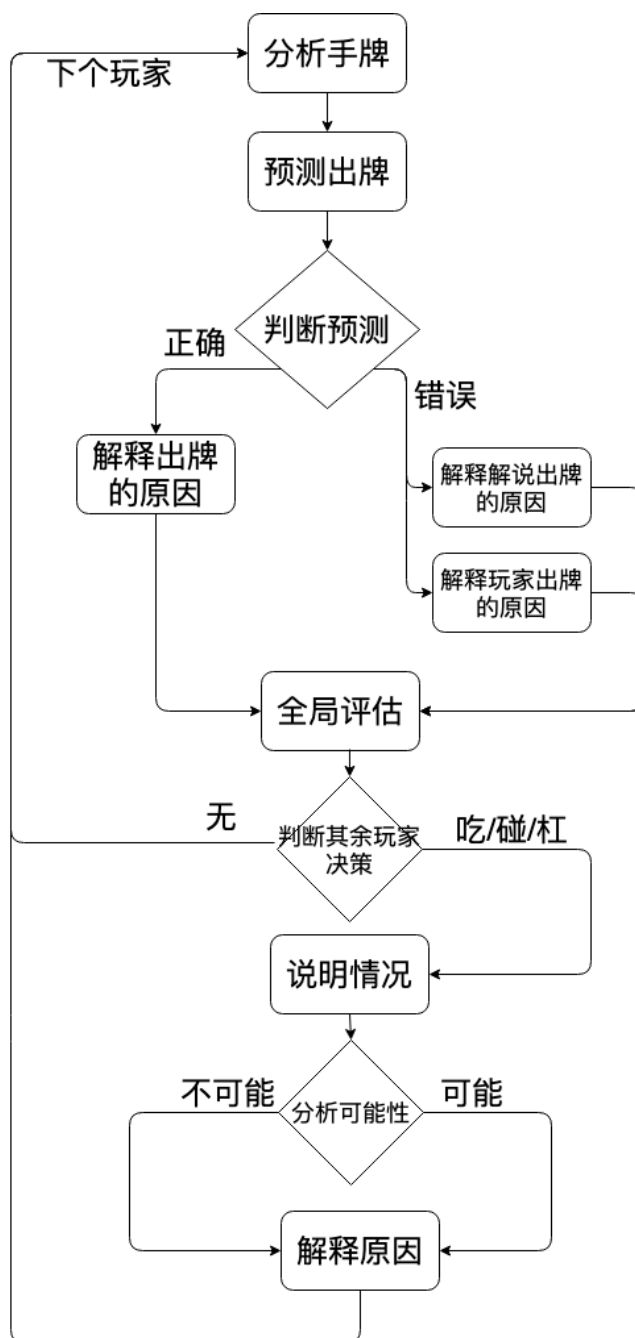 分析手牌
下个玩家
预测出牌
判断预测
正确
错误
解释出牌
的原因
解释解说出牌
的原因
解释玩家出牌
的原因
全局评估
无
吃/碰/杠
判断其余玩家
决策
说明情况
不可能
可能
分析可能性
解释原因